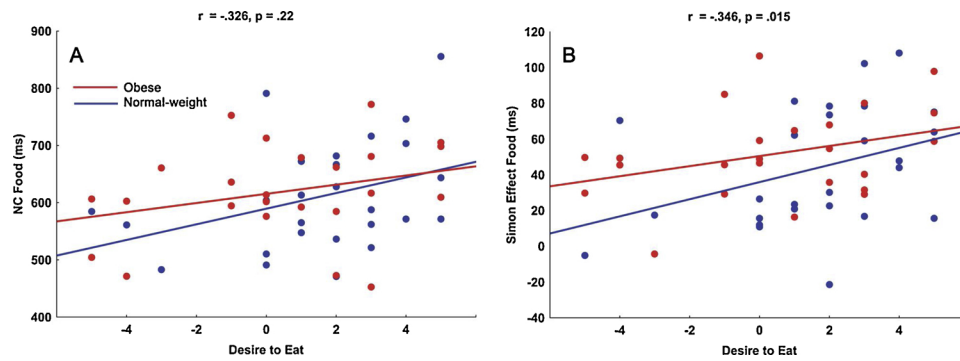 r = -.326, p = .22
A
900
800
700
600
500
400
NC Food (ms)
Obese
Normal-weight
-4
-2
0
2
4
Desire to Eat
r = -.346, p = .015
B
120
100
80
60
40
20
0
-20
-40
Simon Effect Food (ms)
-4
-2
0
2
4
Desire to Eat